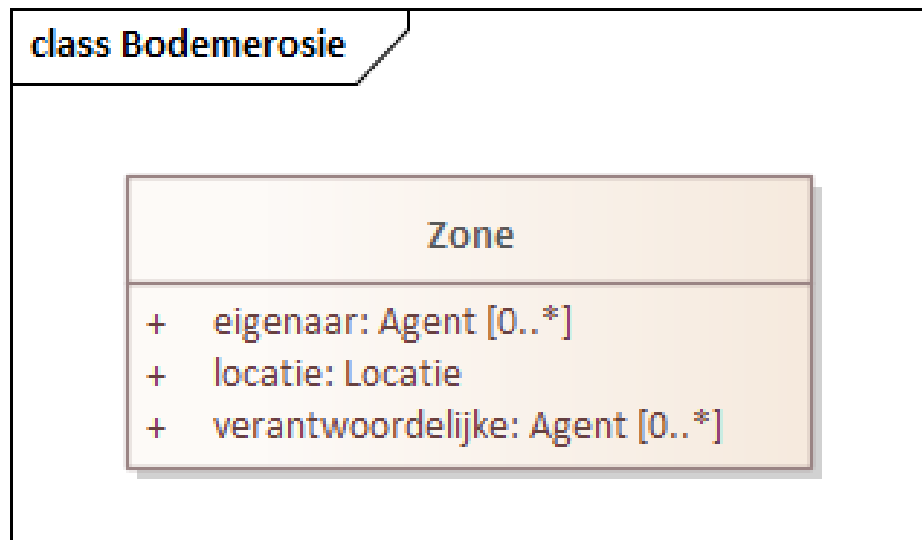 class Bodemerosie
Zone
+ eigenaar: Agent [0..*]
+ locatie: Locatie
+ verantwoordelijke: Agent [0..*]